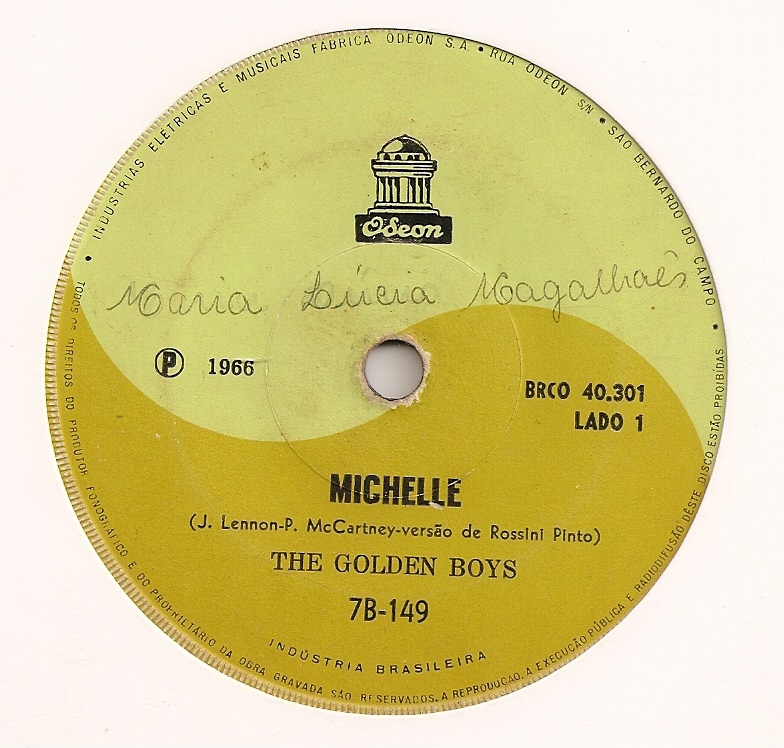 • INDUSTRIAS ELETRICAS E MUSICAIS FABRICA ODEON S.A. • RUA ODEON S/N • SÃO BERNARDO DO CAMPO •
Odeon
Maria Lúcia Magalhaẽs
Ⓟ 1966
BRCO 40.301
LADO 1
MICHELLE
(J. Lennon-P. McCartney-versão de Rossini Pinto)
THE GOLDEN BOYS
7B-149
INDÚSTRIA BRASILEIRA
TODOS OS DIREITOS DO PRODUTOR FONOGRÁFICO E DO PROPRIETÁRIO DA OBRA GRAVADA SÃO RESERVADOS. A REPRODUÇÃO, A EXECUÇÃO PÚBLICA E RADIODIFUSÃO DÊSTE DISCO ESTÃO PROIBIDAS